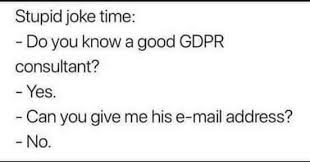 Stupid joke time:
- Do you know a good GDPR
consultant?
- Yes.
- Can you give me his e-mail address?
- No.